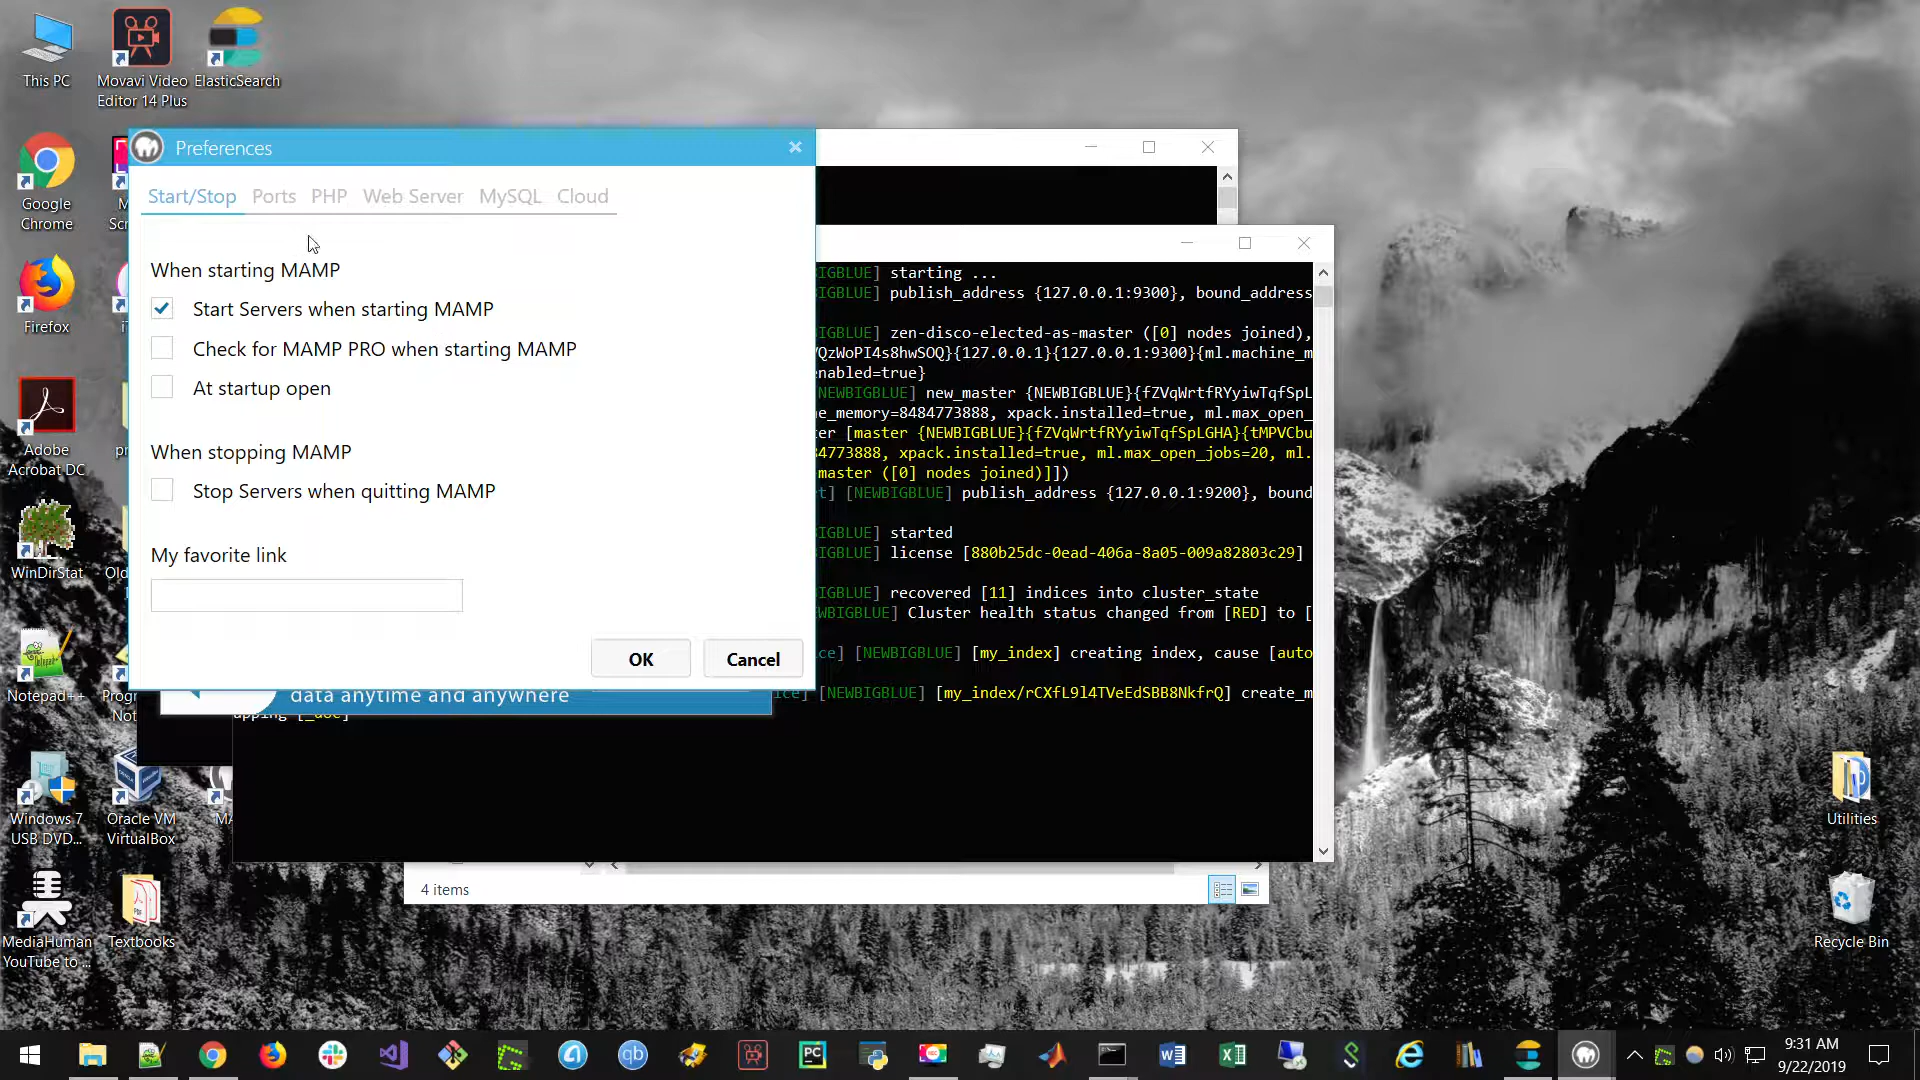 This PC
Movavi Video
Editor 14 Plus
ElasticSearch
Google
Chrome
Firefox
Adobe
Acrobat DC
WinDirStat
Notepad++
Windows 7
USB DVD...
Oracle VM
VirtualBox
MediaHuman
YouTube to ...
Textbooks
Utilities
Recycle Bin
Preferences
Start/Stop Ports PHP Web Server MySQL Cloud
When starting MAMP
Start Servers when starting MAMP
Check for MAMP PRO when starting MAMP
At startup open
When stopping MAMP
Stop Servers when quitting MAMP
My favorite link
OK Cancel
data anytime and anywhere
IGBLUE] starting ...
IGBLUE] publish_address {127.0.0.1:9300}, bound_address
IGBLUE] zen-disco-elected-as-master ([0] nodes joined),
QzWoPI4s8hwSOQ}{127.0.0.1}{127.0.0.1:9300}{ml.machine_m
enabled=true}
[NEWBIGBLUE] new_master {NEWBIGBLUE}{fZVqWrtfRYyiwTqfSpL
e_memory=8484773888, xpack.installed=true, ml.max_open_
ter [master {NEWBIGBLUE}{fZVqWrtfRYyiwTqfSpLGHA}{tMPVCbu
84773888, xpack.installed=true, ml.max_open_jobs=20, ml.
master ([0] nodes joined)]])
t] [NEWBIGBLUE] publish_address {127.0.0.1:9200}, bound
IGBLUE] started
IGBLUE] license [880b25dc-0ead-406a-8a05-009a82803c29]
IGBLUE] recovered [11] indices into cluster_state
WBIGBLUE] Cluster health status changed from [RED] to [
ice] [NEWBIGBLUE] [my_index] creating index, cause [auto
ice] [NEWBIGBLUE] [my_index/rCXfL9l4TVeEdSBB8NkfrQ] create_m
apping [_doc]
4 items
9:31 AM
9/22/2019